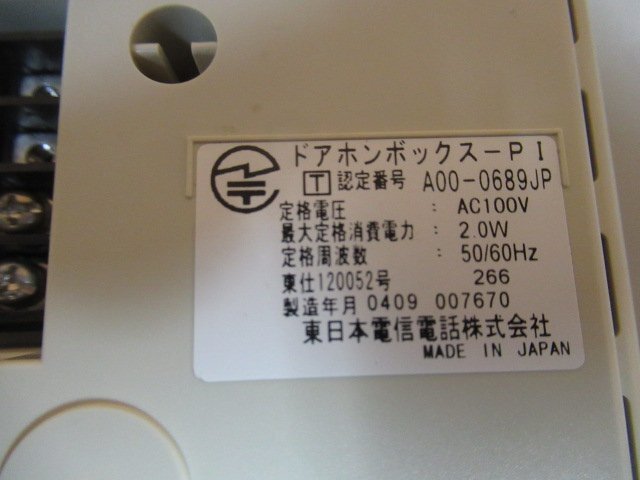 ドアホンボックス-PI
T 認定番号 A00-0689JP
定格電圧 : AC100V
最大定格消費電力 : 2.0W
定格周波数 : 50/60Hz
東仕120052号 266
製造年月 0409 007670
東日本電信電話株式会社
MADE IN JAPAN